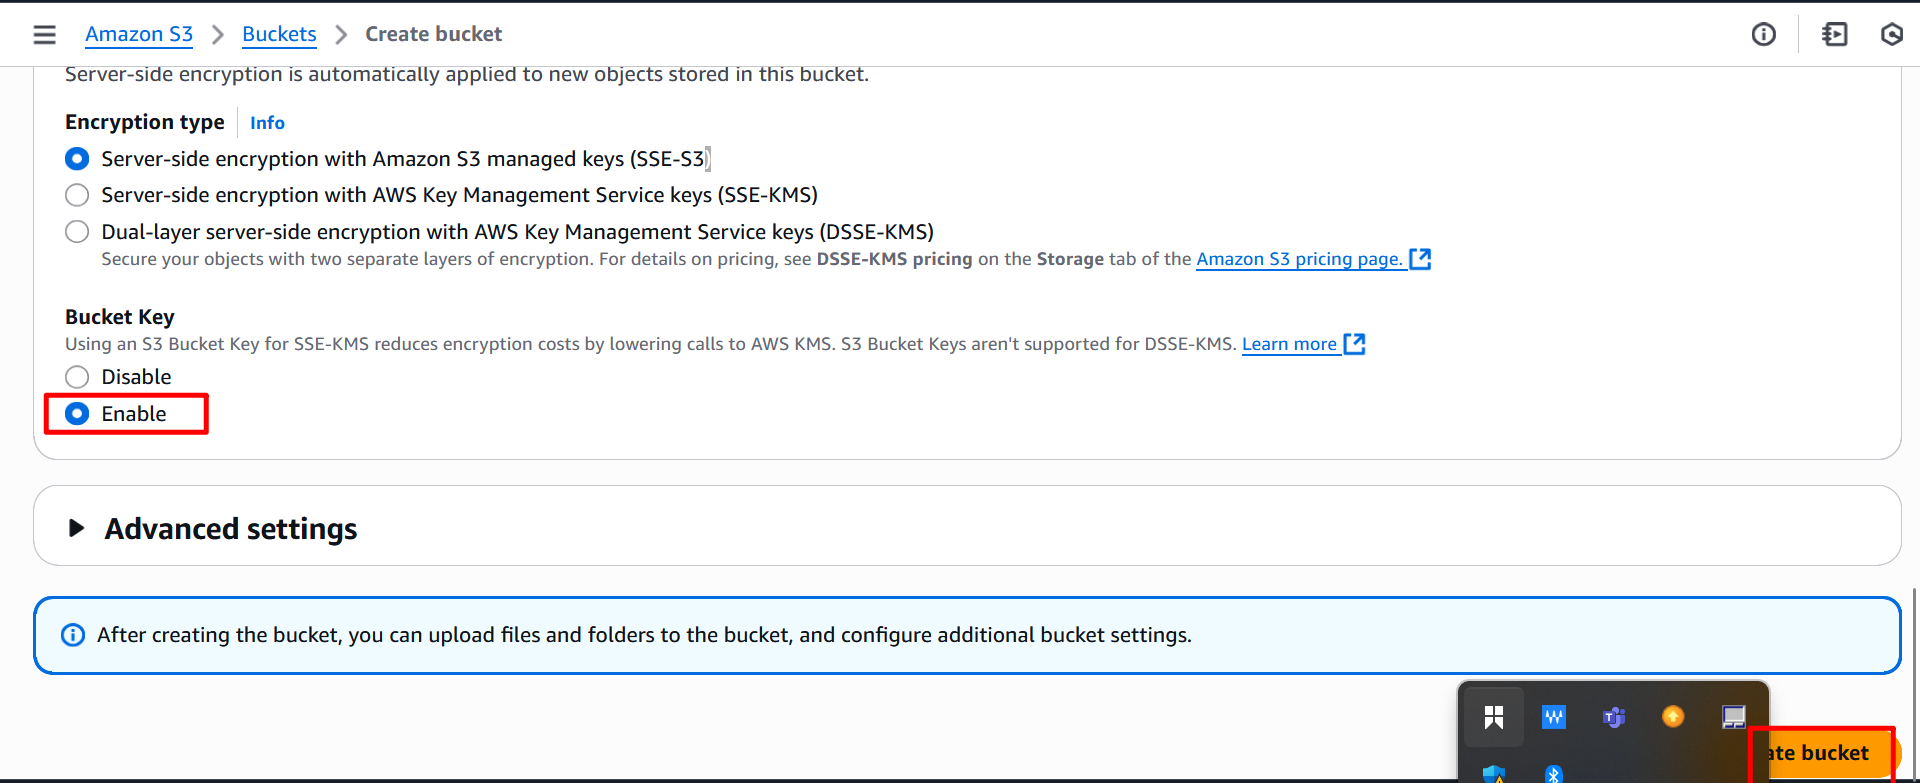 Amazon S3 > Buckets > Create bucket
Server-side encryption is automatically applied to new objects stored in this bucket.
Encryption type Info
Server-side encryption with Amazon S3 managed keys (SSE-S3)
Server-side encryption with AWS Key Management Service keys (SSE-KMS)
Dual-layer server-side encryption with AWS Key Management Service keys (DSSE-KMS)
Secure your objects with two separate layers of encryption. For details on pricing, see DSSE-KMS pricing on the Storage tab of the Amazon S3 pricing page.
Bucket Key
Using an S3 Bucket Key for SSE-KMS reduces encryption costs by lowering calls to AWS KMS. S3 Bucket Keys aren't supported for DSSE-KMS. Learn more
Disable
Enable
Advanced settings
After creating the bucket, you can upload files and folders to the bucket, and configure additional bucket settings.
ate bucket